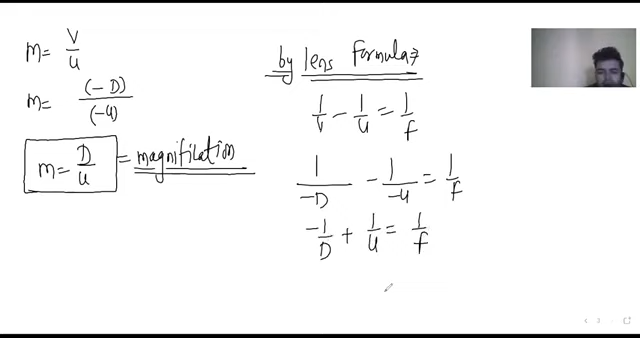 m= V/u
m= (-D)/(-u)
m= D/u = magnification
by lens formula⇒
1/v - 1/u = 1/f
1/-D - 1/-u = 1/f
-1/D + 1/u = 1/f